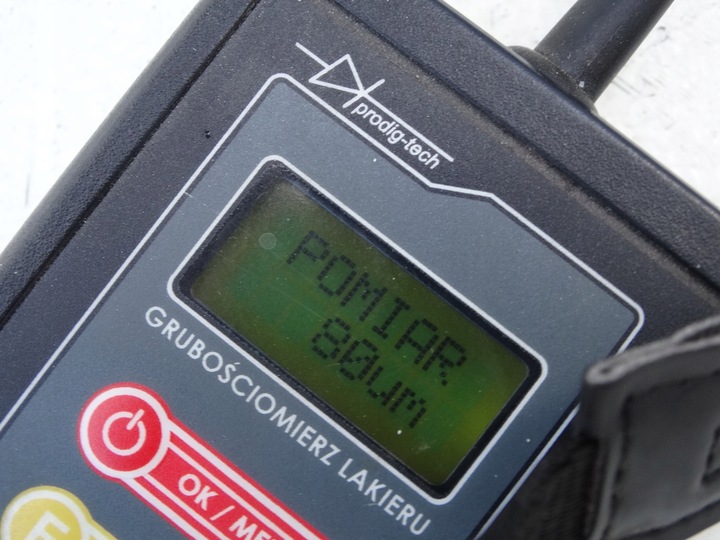 prodig-tech
POMIAR
80um
GRUBOŚCIOMIERZ LAKIERU
OK / ME
F